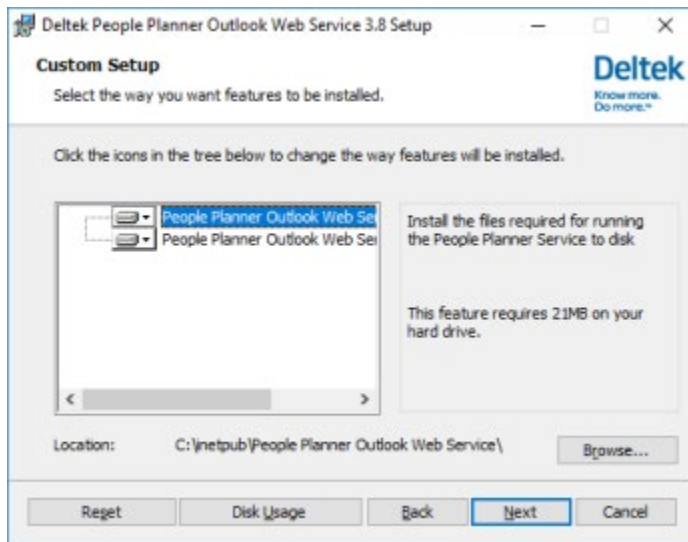 Deltek People Planner Outlook Web Service 3.8 Setup
Custom Setup
Select the way you want features to be installed.
Deltek
Know more.
Do more.™
Click the icons in the tree below to change the way features will be installed.
People Planner Outlook Web Se
People Planner Outlook Web Se
Install the files required for running
the People Planner Service to disk
This feature requires 21MB on your
hard drive.
Location: C:\inetpub\People Planner Outlook Web Service\
Browse...
Reset Disk Usage Back Next Cancel